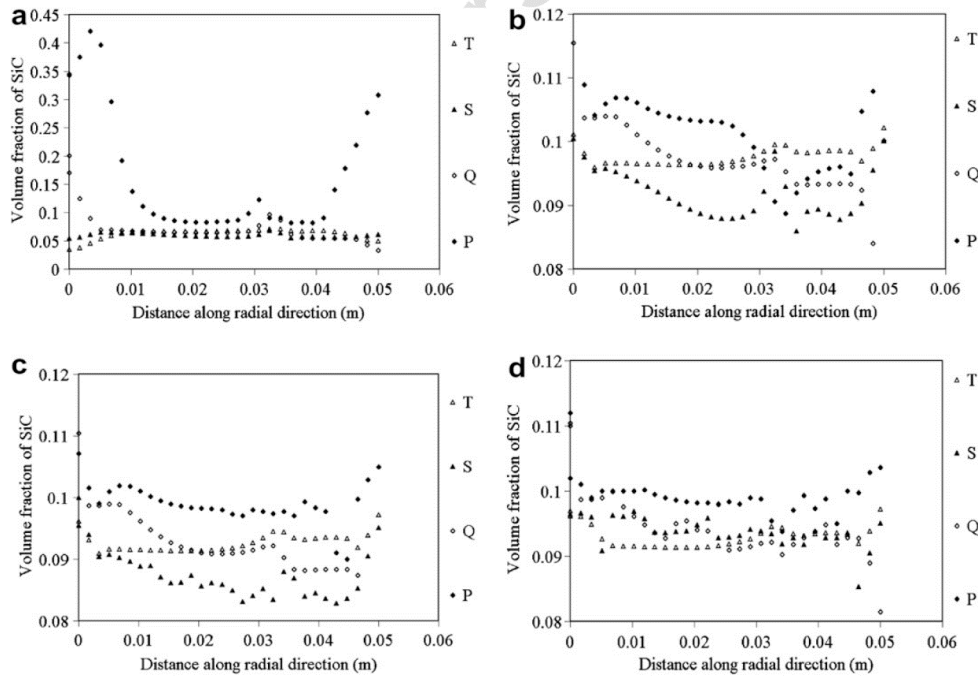 a
0.45
0.4
0.35
0.3
0.25
0.2
0.15
0.1
0.05
0
Volume fraction of SiC
0 0.01 0.02 0.03 0.04 0.05 0.06
Distance along radial direction (m)
T
S
Q
P
b
0.12
0.11
0.1
0.09
0.08
Volume fraction of SiC
0 0.01 0.02 0.03 0.04 0.05 0.06
Distance along radial direction (m)
T
S
Q
P
c
0.12
0.11
0.1
0.09
0.08
Volume fraction of SiC
0 0.01 0.02 0.03 0.04 0.05 0.06
Distance along radial direction (m)
T
S
Q
P
d
0.12
0.11
0.1
0.09
0.08
Volume fraction of SiC
0 0.01 0.02 0.03 0.04 0.05 0.06
Distance along radial direction (m)
T
S
Q
P